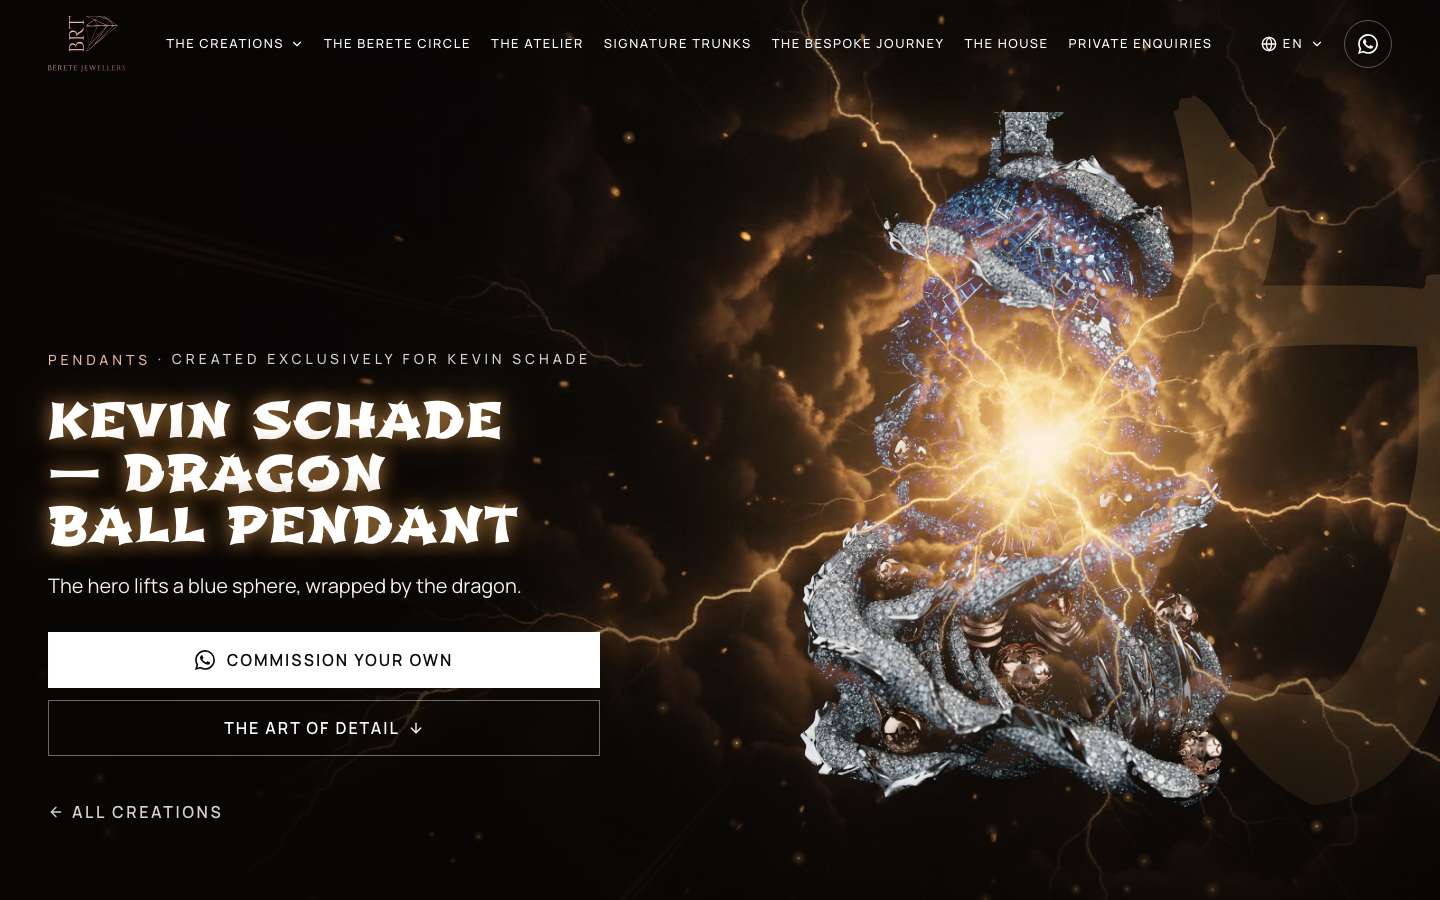 BRT
BERETE JEWELLERS
THE CREATIONS
THE BERETE CIRCLE
THE ATELIER
SIGNATURE TRUNKS
THE BESPOKE JOURNEY
THE HOUSE
PRIVATE ENQUIRIES
EN
PENDANTS · CREATED EXCLUSIVELY FOR KEVIN SCHADE
KEVIN SCHADE
— DRAGON
BALL PENDANT
The hero lifts a blue sphere, wrapped by the dragon.
COMMISSION YOUR OWN
THE ART OF DETAIL ↓
← ALL CREATIONS